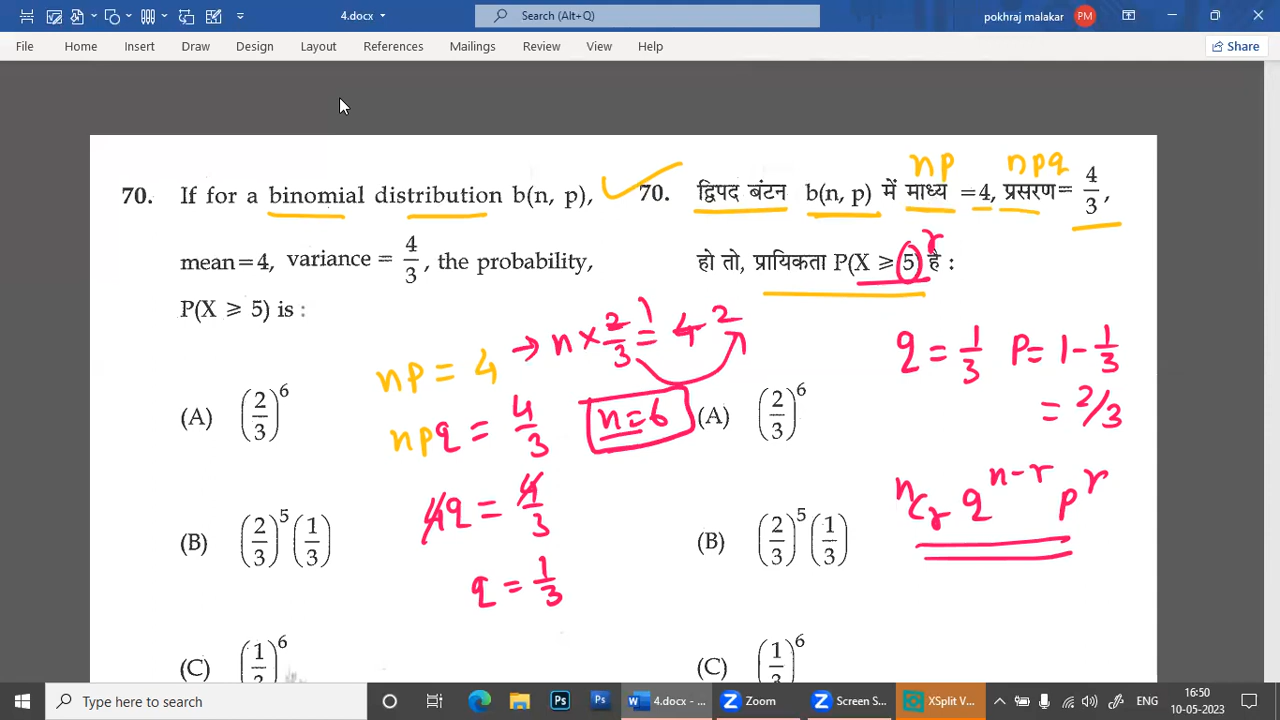 4.docx
Search (Alt+Q)
pokhraj malakar PM
File Home Insert Draw Design Layout References Mailings Review View Help Share
70. If for a binomial distribution b(n, p),
mean=4, variance = 4/3, the probability,
P(X ⩾ 5) is :
(A) (2/3)^6
(B) (2/3)^5 (1/3)
(C)
np = 4
npq = 4/3
4q = 4/3
q = 1/3
→ n × 2/3 = 4 2
1
n=6
np npq
70. द्विपद बंटन b(n, p) में माध्य =4, प्रसरण= 4/3,
r
हो तो, प्रायिकता P(X ⩾ 5) है :
(A) (2/3)^6
(B) (2/3)^5 (1/3)
(C)
q = 1/3 P = 1 - 1/3
= 2/3
nCr q^n-r p^r
Type here to search
4.docx - ...
Zoom
Screen S...
XSplit V...
Ps
Ps
ENG
16:50
10-05-2023